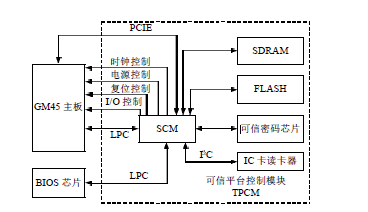 PCIE
时钟控制
电源控制
复位控制
I/O 控制
GM45 主板
LPC
SCM
SDRAM
FLASH
可信密码芯片
I²C
IC 卡读卡器
BIOS 芯片
LPC
可信平台控制模块
TPCM